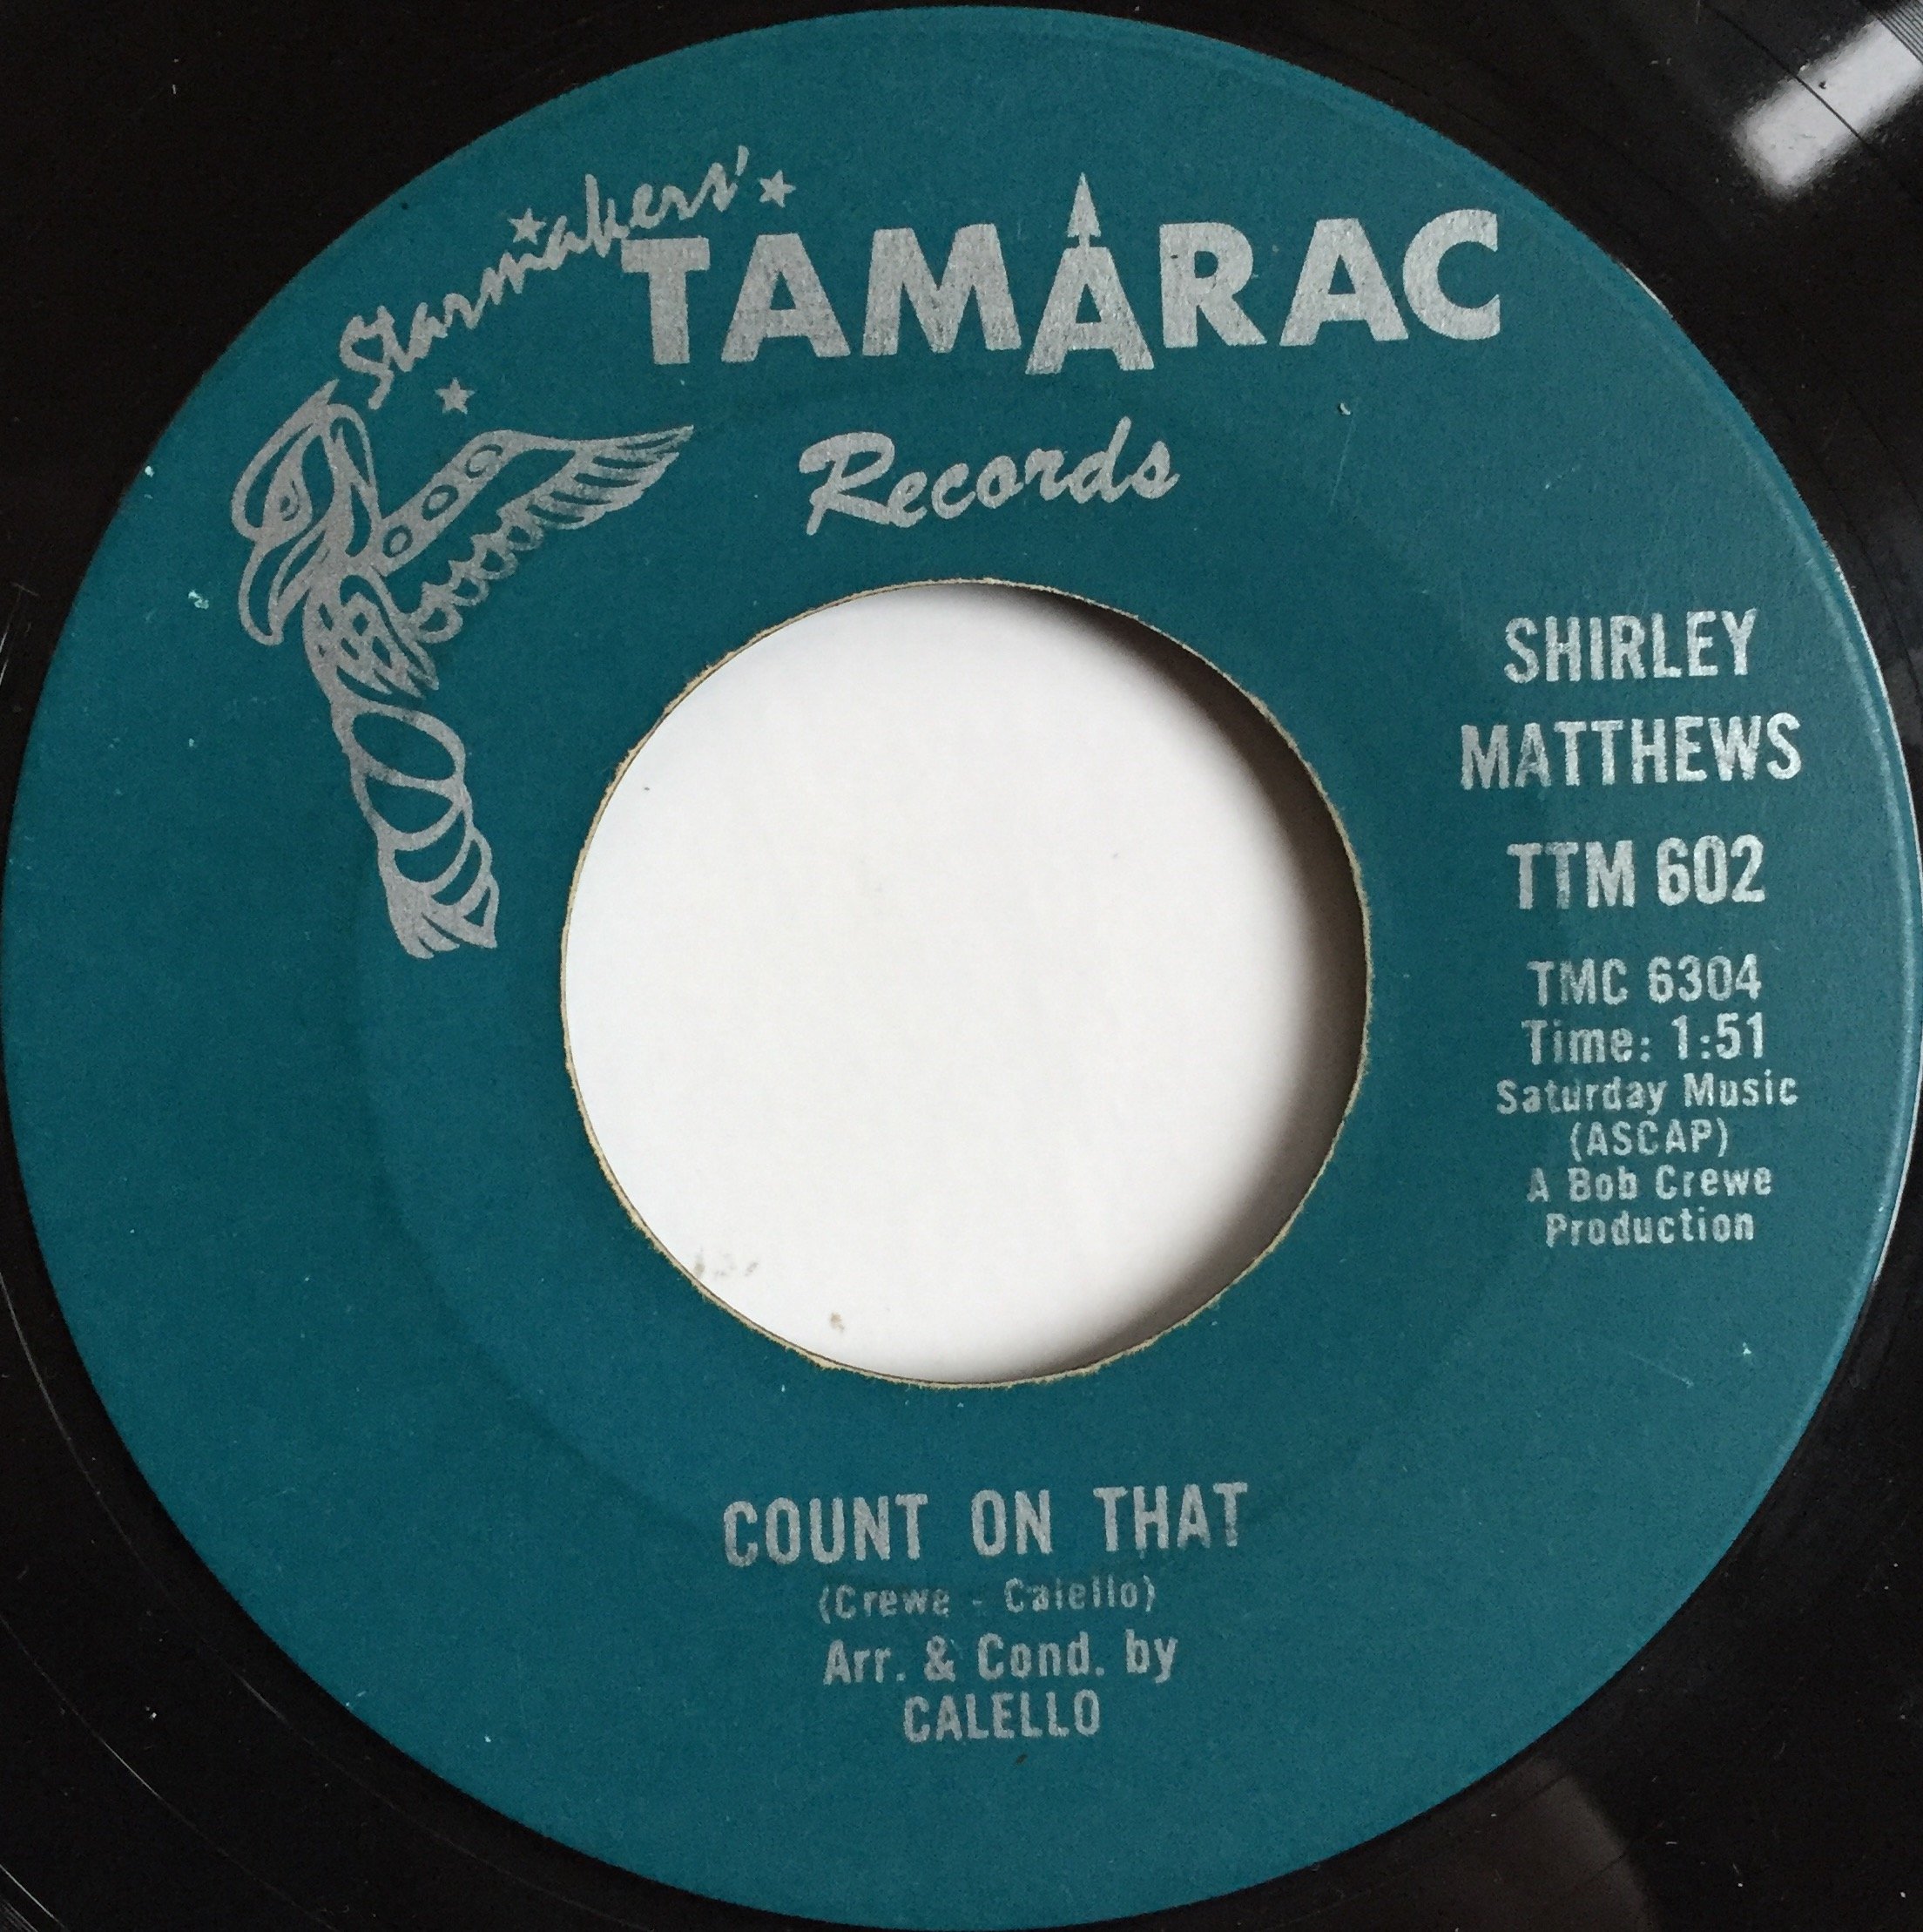 Starmakers'
TAMARAC
Records
SHIRLEY
MATTHEWS
TTM 602
TMC 6304
Time: 1:51
Saturday Music
(ASCAP)
A Bob Crewe
Production
COUNT ON THAT
(Crewe - Calello)
Arr. & Cond. by
CALELLO